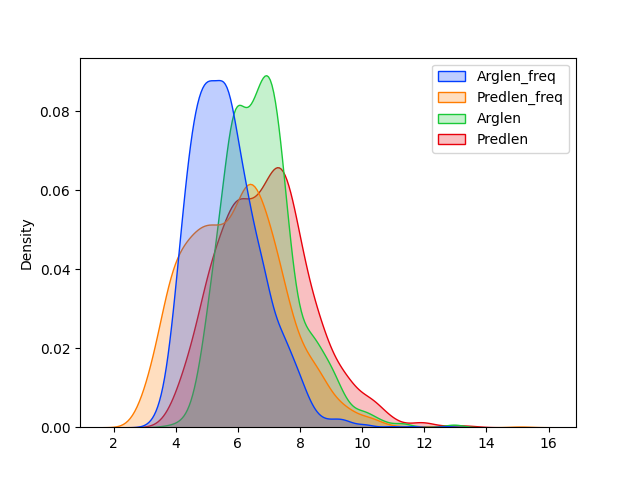 Arglen_freq
Predlen_freq
Arglen
Predlen
Density
0.08
0.06
0.04
0.02
0.00
2 4 6 8 10 12 14 16